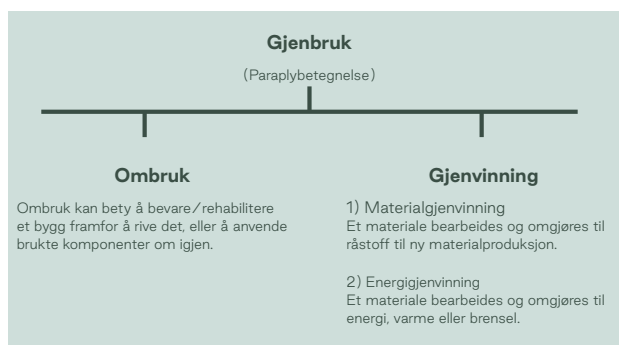 Gjenbruk
(Paraplybetegnelse)
Ombruk
Ombruk kan bety å bevare/rehabilitere
et bygg framfor å rive det, eller å anvende
brukte komponenter om igjen.
Gjenvinning
1) Materialgjenvinning
Et materiale bearbeides og omgjøres til
råstoff til ny materialproduksjon.
2) Energigjenvinning
Et materiale bearbeides og omgjøres til
energi, varme eller brensel.